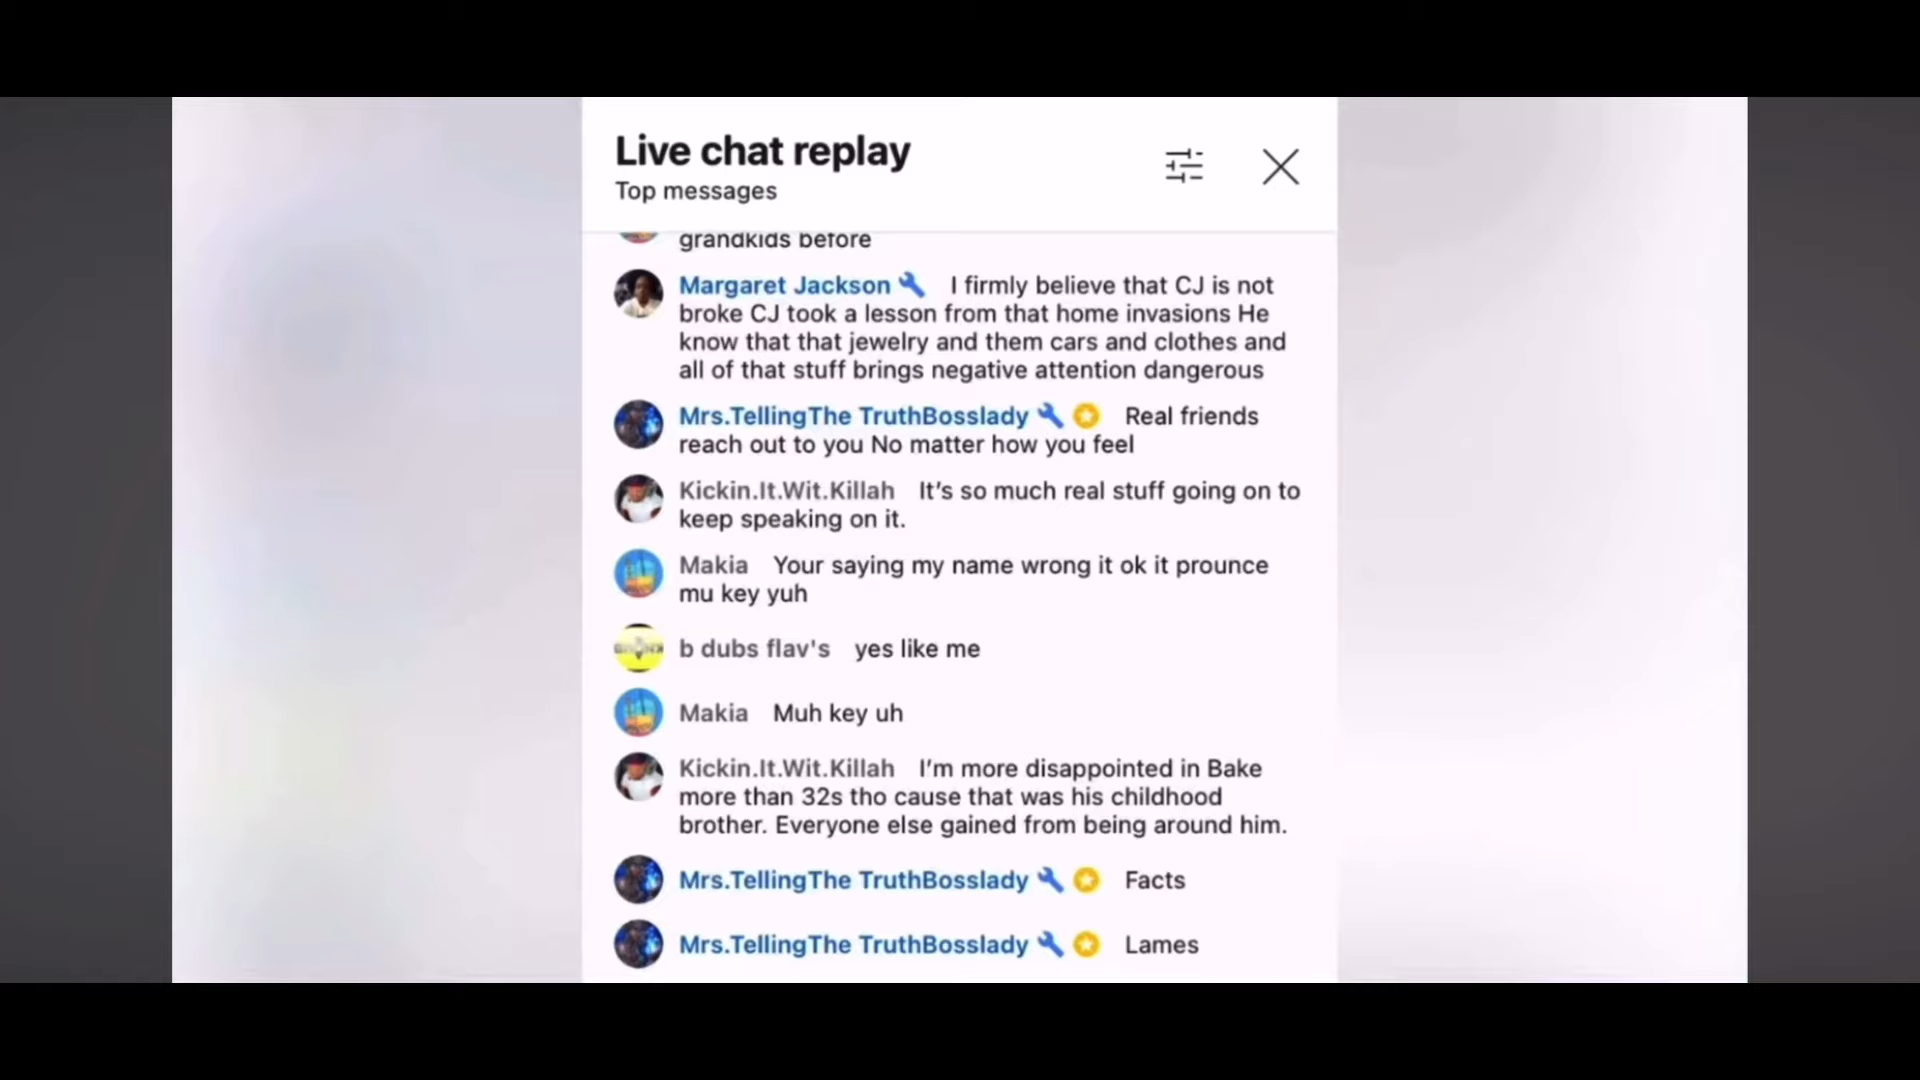 Live chat replay
Top messages
grandkids before
Margaret Jackson I firmly believe that CJ is not
broke CJ took a lesson from that home invasions He
know that that jewelry and them cars and clothes and
all of that stuff brings negative attention dangerous
Mrs.TellingThe TruthBosslady Real friends
reach out to you No matter how you feel
Kickin.It.Wit.Killah It’s so much real stuff going on to
keep speaking on it.
Makia Your saying my name wrong it ok it prounce
mu key yuh
b dubs flav's yes like me
Makia Muh key uh
Kickin.It.Wit.Killah I’m more disappointed in Bake
more than 32s tho cause that was his childhood
brother. Everyone else gained from being around him.
Mrs.TellingThe TruthBosslady Facts
Mrs.TellingThe TruthBosslady Lames